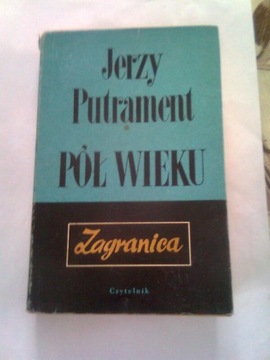 Jerzy
Putrament
PÓŁ WIEKU
Zagranica
Czytelnik